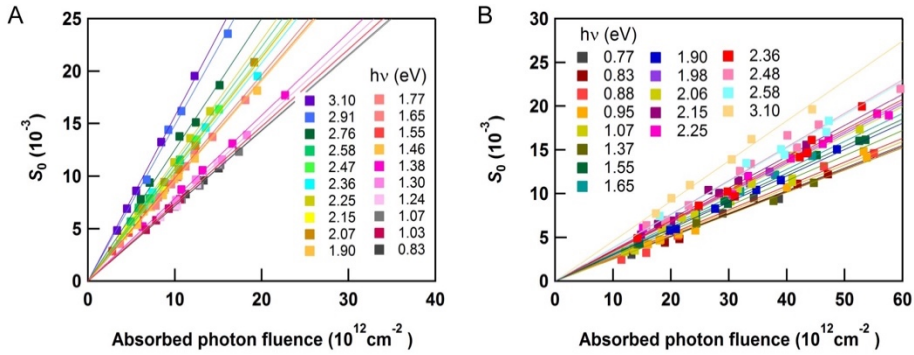 A
S0 (10-3)
25
20
15
10
5
0
hν (eV)
3.10 1.77
2.91 1.65
2.76 1.55
2.58 1.46
2.47 1.38
2.36 1.30
2.25 1.24
2.15 1.07
2.07 1.03
1.90 0.83
0 10 20 30 40
Absorbed photon fluence (10^12 cm^-2)
B
S0 (10-3)
30
25
20
15
10
5
0
hν (eV)
0.77 1.90 2.36
0.83 1.98 2.48
0.88 2.06 2.58
0.95 2.15 3.10
1.07 2.25
1.37
1.55
1.65
0 10 20 30 40 50 60
Absorbed photon fluence (10^12 cm^-2)